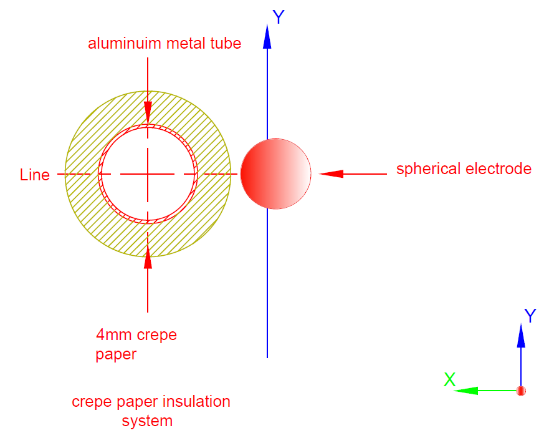 Y
aluminuim metal tube
Line
spherical electrode
4mm crepe
paper
Y
X
crepe paper insulation
system